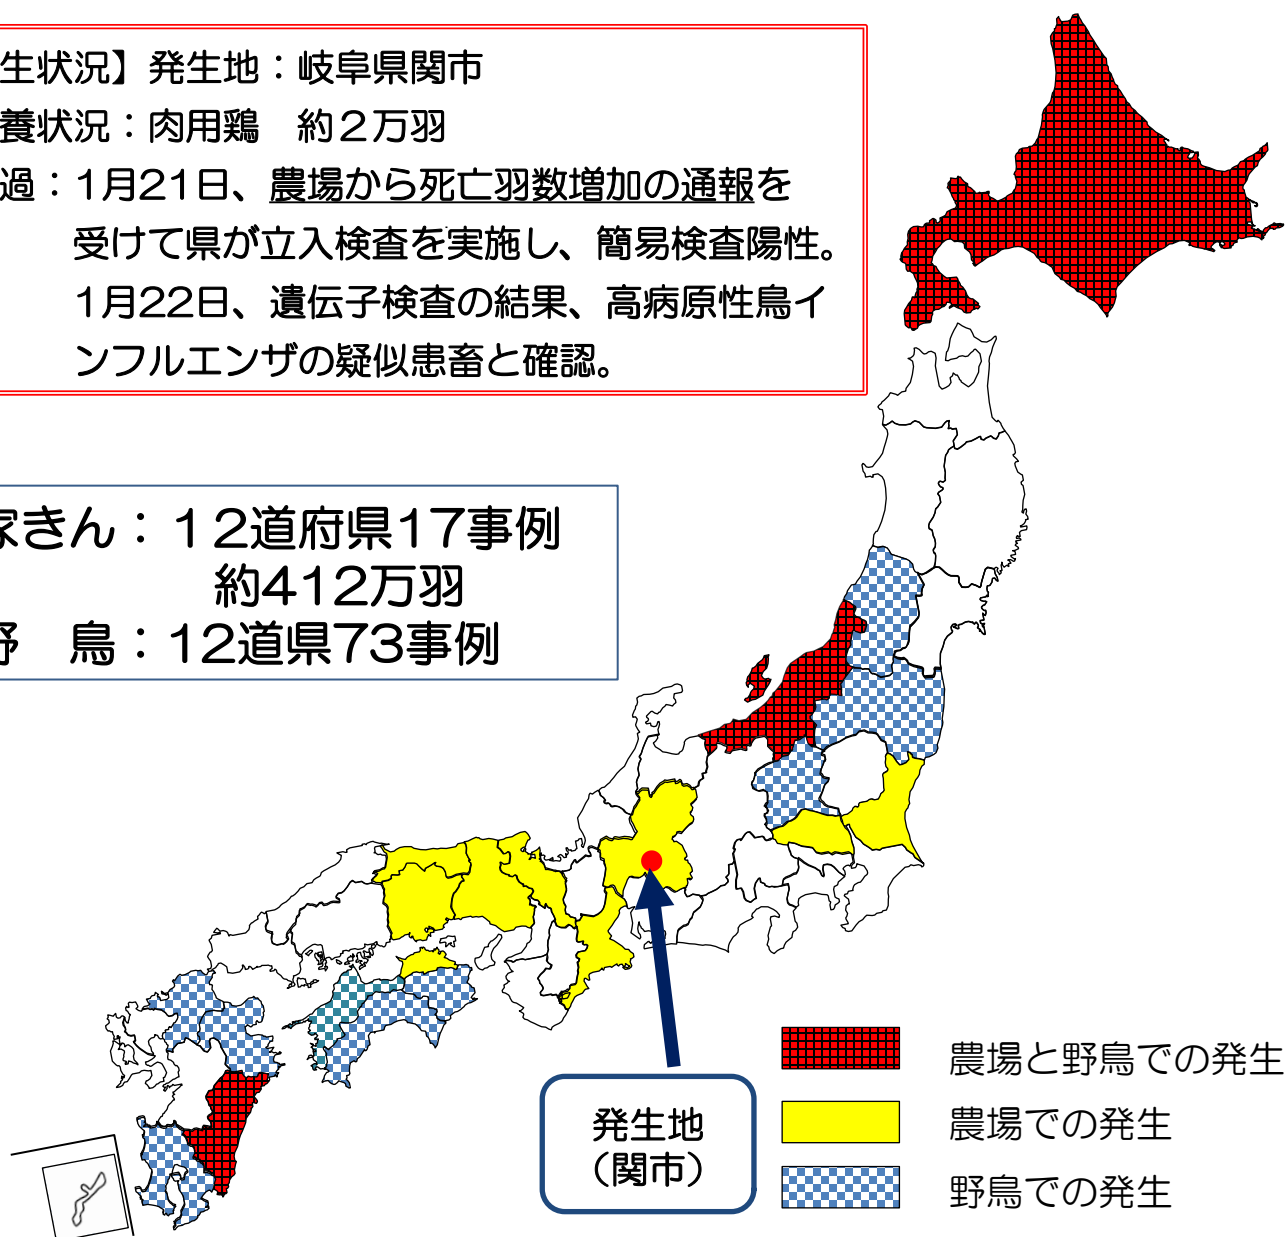 生状況】発生地：岐阜県関市
養状況：肉用鶏　約２万羽
過：1月21日、農場から死亡羽数増加の通報を
受けて県が立入検査を実施し、簡易検査陽性。
1月22日、遺伝子検査の結果、高病原性鳥イ
ンフルエンザの疑似患畜と確認。
家きん：１２道府県17事例
約412万羽
野　鳥：12道県73事例
発生地
（関市）
農場と野鳥での発生
農場での発生
野鳥での発生